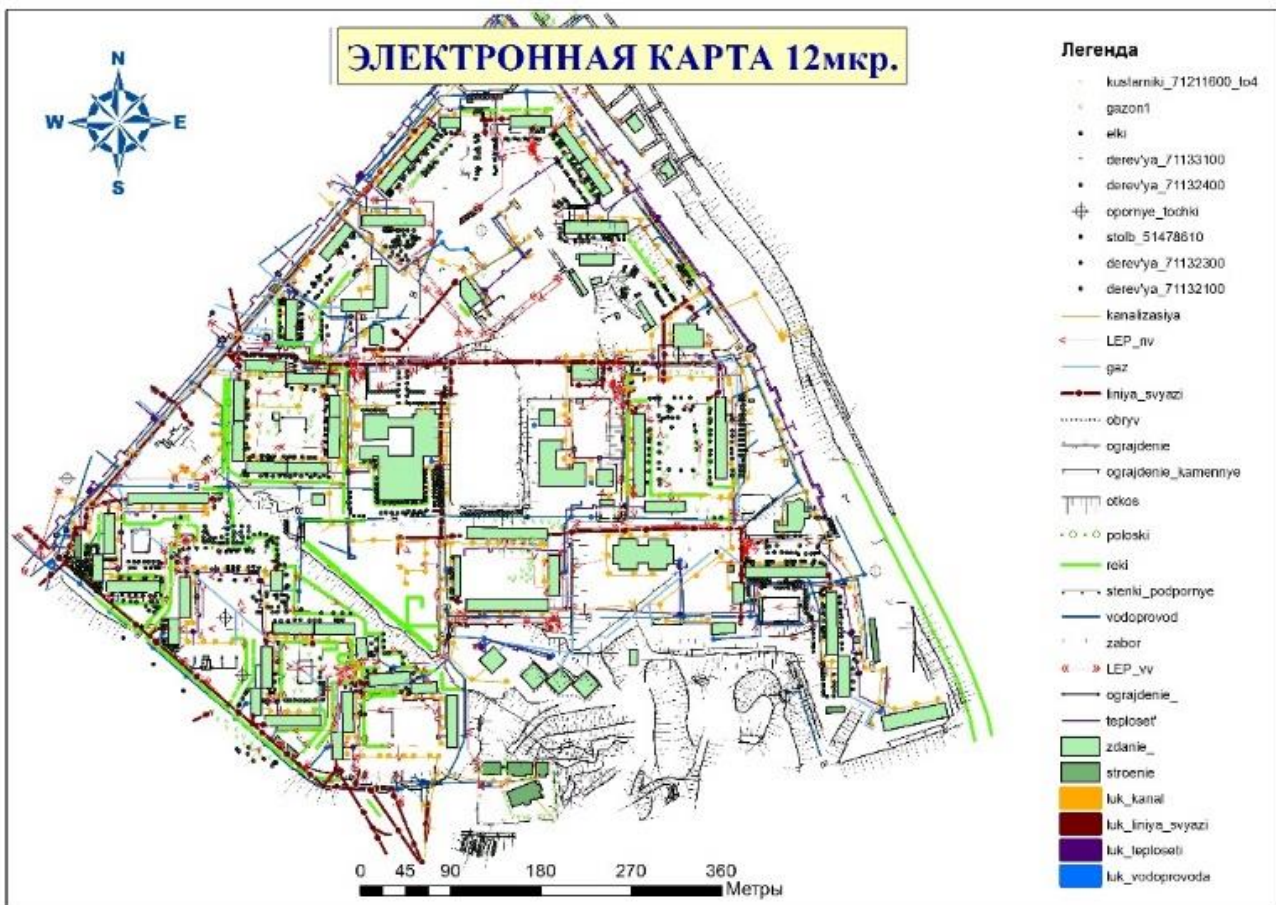 ЭЛЕКТРОННАЯ КАРТА 12мкр.
N
W E
S
Легенда
kustarniki_71211600_to4
gazon1
elki
derev'ya_71133100
derev'ya_71132400
opornye_tochki
stolb_51478610
derev'ya_71132300
derev'ya_71132100
kanalizasiya
LEP_nv
gaz
liniya_svyazi
obryv
ograjdenie
ograjdenie_kamennye
otkos
poloski
reki
stenki_podpornye
vodoprovod
zabor
LEP_vv
ograjdenie_
teploset'
zdanie_
stroenie
luk_kanal
luk_liniya_svyazi
luk_teploseti
luk_vodoprovoda
0 45 90 180 270 360
Метры